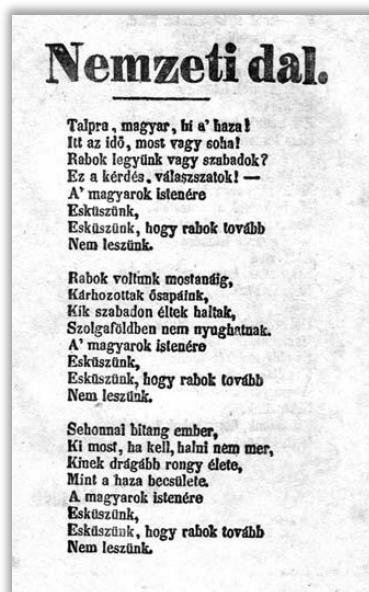 Nemzeti dal.
Talpra, magyar, hí a' haza!
Itt az idő, most vagy soha!
Rabok legyünk vagy szabadok?
Ez a kérdés, válaszszatok! —
A' magyarok istenére
Esküszünk,
Esküszünk, hogy rabok tovább
Nem leszünk.
Rabok voltunk mostanáig,
Kárhozottak ősapáink,
Kik szabadon éltek haltak,
Szolgaföldben nem nyughatnak.
A' magyarok istenére
Esküszünk,
Esküszünk, hogy rabok tovább
Nem leszünk.
Sehonnai bitang ember,
Ki most, ha kell, halni nem mer,
Kinek drágább rongy élete,
Mint a haza becsülete.
A magyarok istenére
Esküszünk,
Esküszünk, hogy rabok tovább
Nem leszünk.